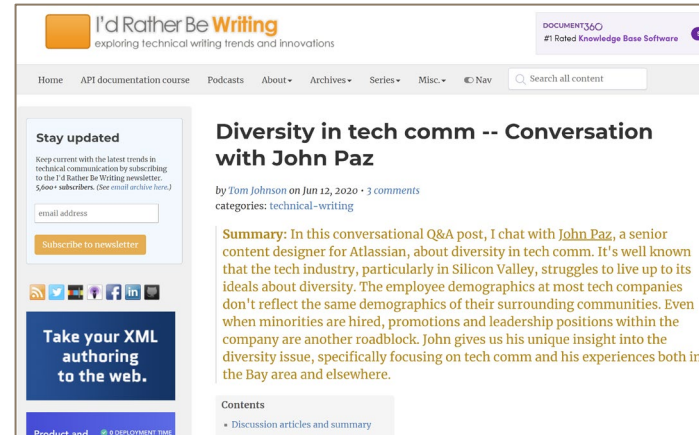 I'd Rather Be Writing
exploring technical writing trends and innovations
DOCUMENT360
#1 Rated Knowledge Base Software
Home API documentation course Podcasts About Archives Series Misc. Nav Search all content
Stay updated
Keep current with the latest trends in
technical communication by subscribing
to the I'd Rather Be Writing newsletter.
5,600+ subscribers. (See email archive here.)
email address
Subscribe to newsletter
Take your XML
authoring
to the web.
Product and 0 DEPLOYMENT TIME
Diversity in tech comm -- Conversation
with John Paz
by Tom Johnson on Jun 12, 2020 • 3 comments
categories: technical-writing
Summary: In this conversational Q&A post, I chat with John Paz, a senior
content designer for Atlassian, about diversity in tech comm. It's well known
that the tech industry, particularly in Silicon Valley, struggles to live up to its
ideals about diversity. The employee demographics at most tech companies
don't reflect the same demographics of their surrounding communities. Even
when minorities are hired, promotions and leadership positions within the
company are another roadblock. John gives us his unique insight into the
diversity issue, specifically focusing on tech comm and his experiences both in
the Bay area and elsewhere.
Contents
• Discussion articles and summary